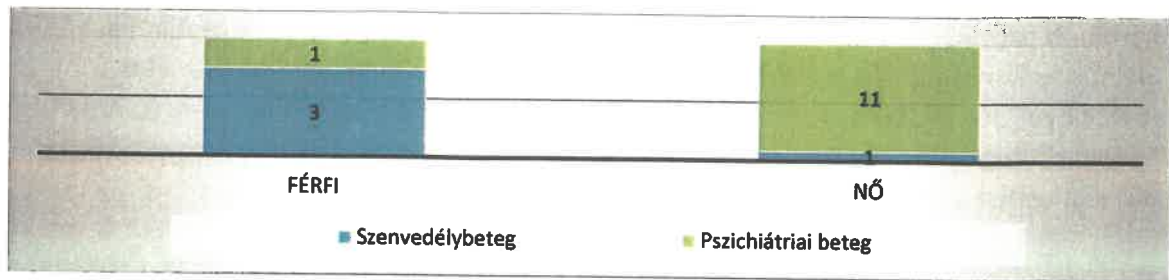 1
3
11
1
FÉRFI
NŐ
Szenvedélybeteg
Pszichiátriai beteg